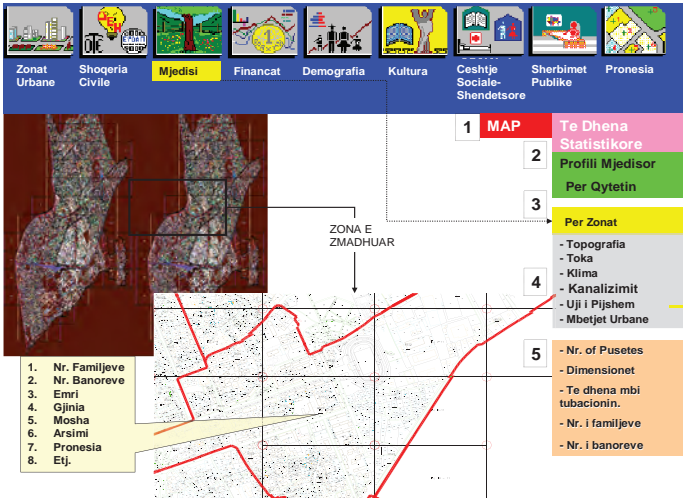 Zonat
Urbane
Shoqeria
Civile
Mjedisi
Financat
Demografia
Kultura
Ceshtje
Sociale-
Shendetsore
Sherbimet
Publike
Pronesia
1
MAP
Te Dhena
Statistikore
2
Profili Mjedisor
Per Qytetin
3
Per Zonat
ZONA E
ZMADHUAR
4
- Topografia
- Toka
- Klima
- Kanalizimit
- Uji i Pijshem
- Mbetjet Urbane
5
- Nr. of Pusetes
- Dimensionet
- Te dhena mbi
tubacionin.
- Nr. i familjeve
- Nr. i banoreve
1. Nr. Familjeve
2. Nr. Banoreve
3. Emri
4. Gjinia
5. Mosha
6. Arsimi
7. Pronesia
8. Etj.